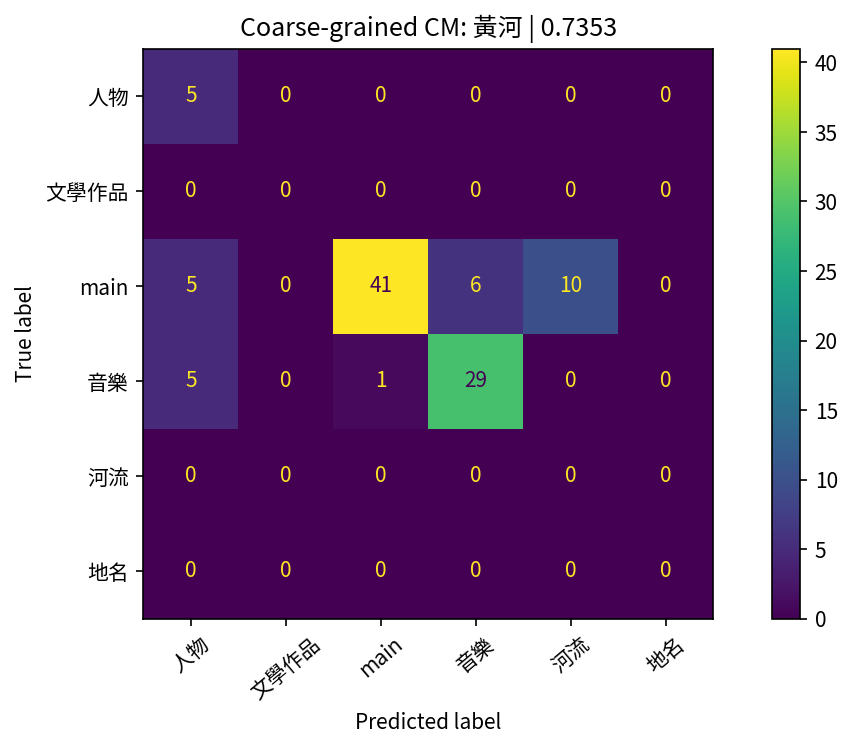 Coarse-grained CM: 黃河 | 0.7353
人物 5 0 0 0 0 0
文學作品 0 0 0 0 0 0
main 5 0 41 6 10 0
音樂 5 0 1 29 0 0
河流 0 0 0 0 0 0
地名 0 0 0 0 0 0
人物 文學作品 main 音樂 河流 地名
True label
Predicted label
40
35
30
25
20
15
10
5
0